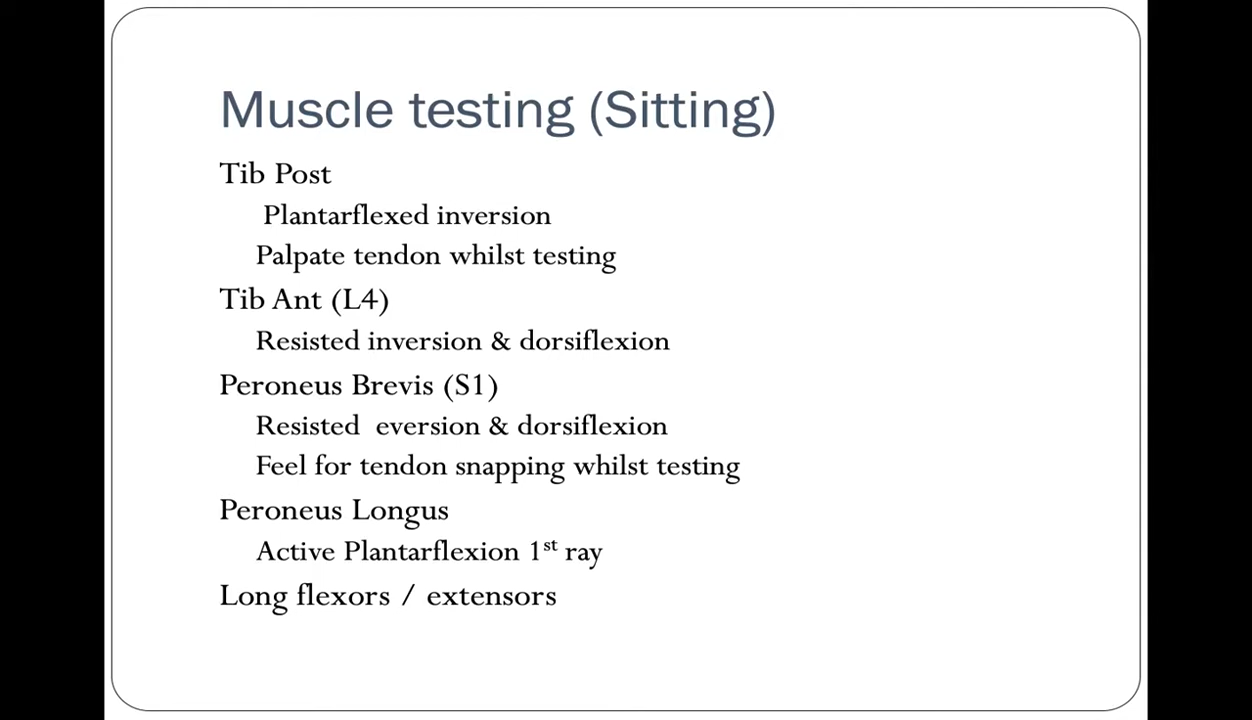 Muscle testing (Sitting)
Tib Post
Plantarflexed inversion
Palpate tendon whilst testing
Tib Ant (L4)
Resisted inversion & dorsiflexion
Peroneus Brevis (S1)
Resisted eversion & dorsiflexion
Feel for tendon snapping whilst testing
Peroneus Longus
Active Plantarflexion 1st ray
Long flexors / extensors